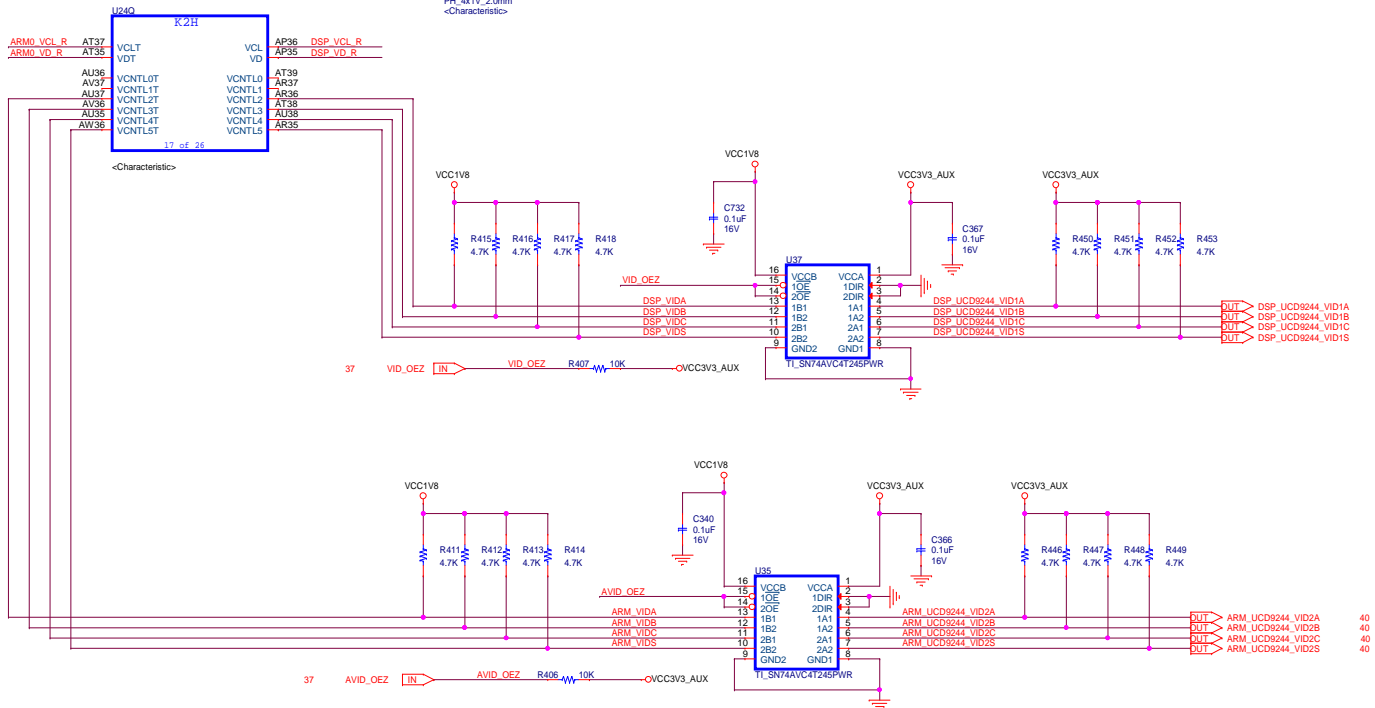 PH_4x1V_2.0mm
<Characteristic>
U24Q
K2H
ARM0_VCL_R AT37 VCLT VCL AP36 DSP_VCL_R
ARM0_VD_R AT35 VDT VD AP35 DSP_VD_R
AU36 VCNTL0T VCNTL0 AT39
AV37 VCNTL1T VCNTL1 AR37
AU37 VCNTL2T VCNTL2 AR36
AV36 VCNTL3T VCNTL3 AT38
AU35 VCNTL4T VCNTL4 AU38
AW36 VCNTL5T VCNTL5 AR35
17 of 26
<Characteristic>
VCC1V8
VCC1V8 VCC3V3_AUX VCC3V3_AUX
C732
0.1uF
16V
C367
0.1uF
16V
R415 R416 R417 R418
4.7K 4.7K 4.7K 4.7K
R450 R451 R452 R453
4.7K 4.7K 4.7K 4.7K
U37
16 VCCB VCCA 1
VID_OEZ 15 1OE 1DIR 2
14 2OE 2DIR 3
DSP_VIDA 13 1B1 1A1 4 DSP_UCD9244_VID1A OUT DSP_UCD9244_VID1A
DSP_VIDB 12 1B2 1A2 5 DSP_UCD9244_VID1B OUT DSP_UCD9244_VID1B
DSP_VIDC 11 2B1 2A1 6 DSP_UCD9244_VID1C OUT DSP_UCD9244_VID1C
DSP_VIDS 10 2B2 2A2 7 DSP_UCD9244_VID1S OUT DSP_UCD9244_VID1S
9 GND2 GND1 8
TI_SN74AVC4T245PWR
37 VID_OEZ IN VID_OEZ R407 10K VCC3V3_AUX
VCC1V8
VCC1V8 VCC3V3_AUX VCC3V3_AUX
C340
0.1uF
16V
C366
0.1uF
16V
R411 R412 R413 R414
4.7K 4.7K 4.7K 4.7K
R446 R447 R448 R449
4.7K 4.7K 4.7K 4.7K
U35
16 VCCB VCCA 1
AVID_OEZ 15 1OE 1DIR 2
14 2OE 2DIR 3
ARM_VIDA 13 1B1 1A1 4 ARM_UCD9244_VID2A OUT ARM_UCD9244_VID2A 40
ARM_VIDB 12 1B2 1A2 5 ARM_UCD9244_VID2B OUT ARM_UCD9244_VID2B 40
ARM_VIDC 11 2B1 2A1 6 ARM_UCD9244_VID2C OUT ARM_UCD9244_VID2C 40
ARM_VIDS 10 2B2 2A2 7 ARM_UCD9244_VID2S OUT ARM_UCD9244_VID2S 40
9 GND2 GND1 8
TI_SN74AVC4T245PWR
37 AVID_OEZ IN AVID_OEZ R406 10K VCC3V3_AUX